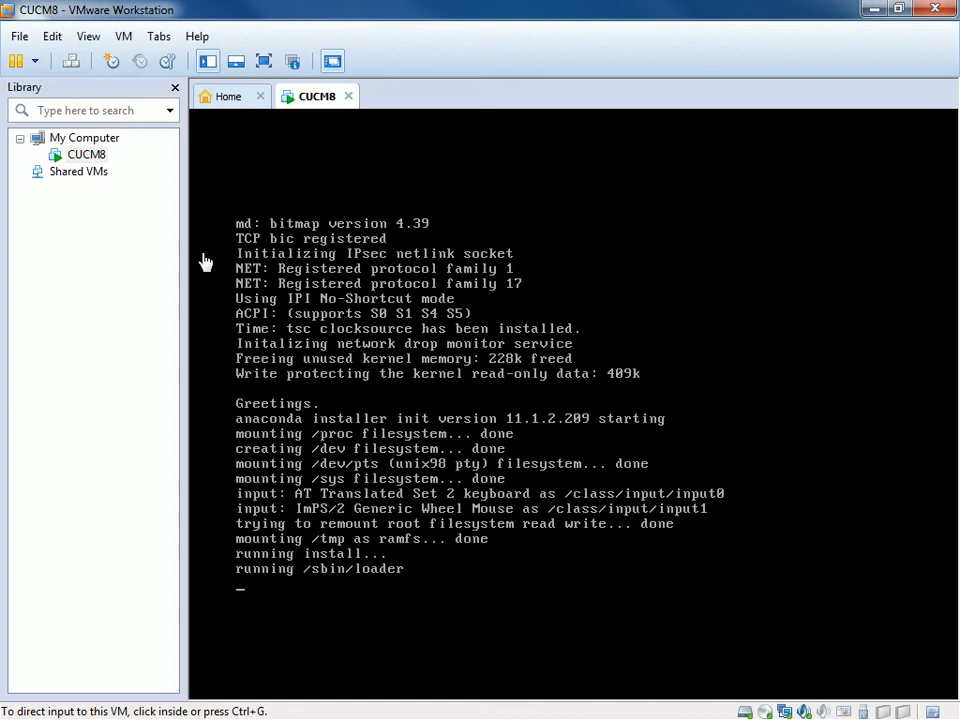 CUCM8 - VMware Workstation
File Edit View VM Tabs Help
Library
Home
CUCM8
Type here to search
My Computer
CUCM8
Shared VMs
md: bitmap version 4.39
TCP bic registered
Initializing IPsec netlink socket
NET: Registered protocol family 1
NET: Registered protocol family 17
Using IPI No-Shortcut mode
ACPI: (supports S0 S1 S4 S5)
Time: tsc clocksource has been installed.
Initalizing network drop monitor service
Freeing unused kernel memory: 228k freed
Write protecting the kernel read-only data: 409k
Greetings.
anaconda installer init version 11.1.2.209 starting
mounting /proc filesystem... done
creating /dev filesystem... done
mounting /dev/pts (unix98 pty) filesystem... done
mounting /sys filesystem... done
input: AT Translated Set 2 keyboard as /class/input/input0
input: ImPS/2 Generic Wheel Mouse as /class/input/input1
trying to remount root filesystem read write... done
mounting /tmp as ramfs... done
running install...
running /sbin/loader
To direct input to this VM, click inside or press Ctrl+G.